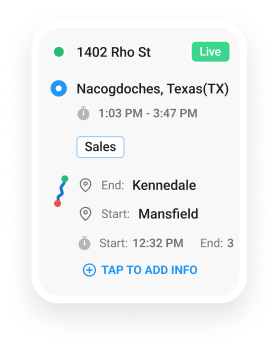 1402 Rho St
Live
Nacogdoches, Texas(TX)
1:03 PM - 3:47 PM
Sales
End: Kennedale
Start: Mansfield
Start: 12:32 PM End: 3
TAP TO ADD INFO